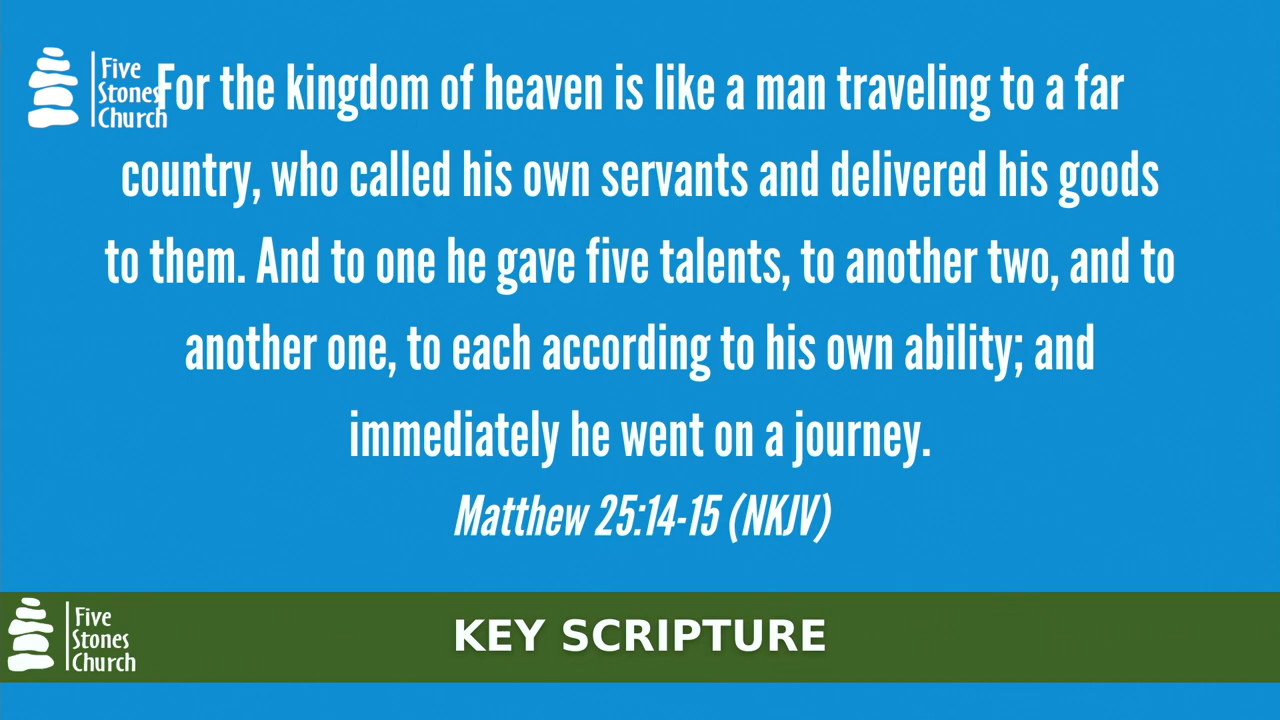 Five
Stones
Church
For the kingdom of heaven is like a man traveling to a far
country, who called his own servants and delivered his goods
to them. And to one he gave five talents, to another two, and to
another one, to each according to his own ability; and
immediately he went on a journey.
Matthew 25:14-15 (NKJV)
Five
Stones
Church
KEY SCRIPTURE